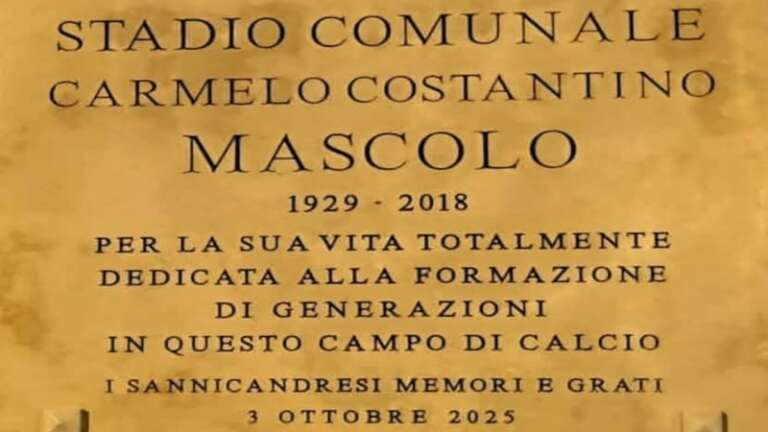 STADIO COMUNALE
CARMELO COSTANTINO
MASCOLO
1929 - 2018
PER LA SUA VITA TOTALMENTE
DEDICATA ALLA FORMAZIONE
DI GENERAZIONI
IN QUESTO CAMPO DI CALCIO
I SANNICANDRESI MEMORI E GRATI
3 OTTOBRE 2025